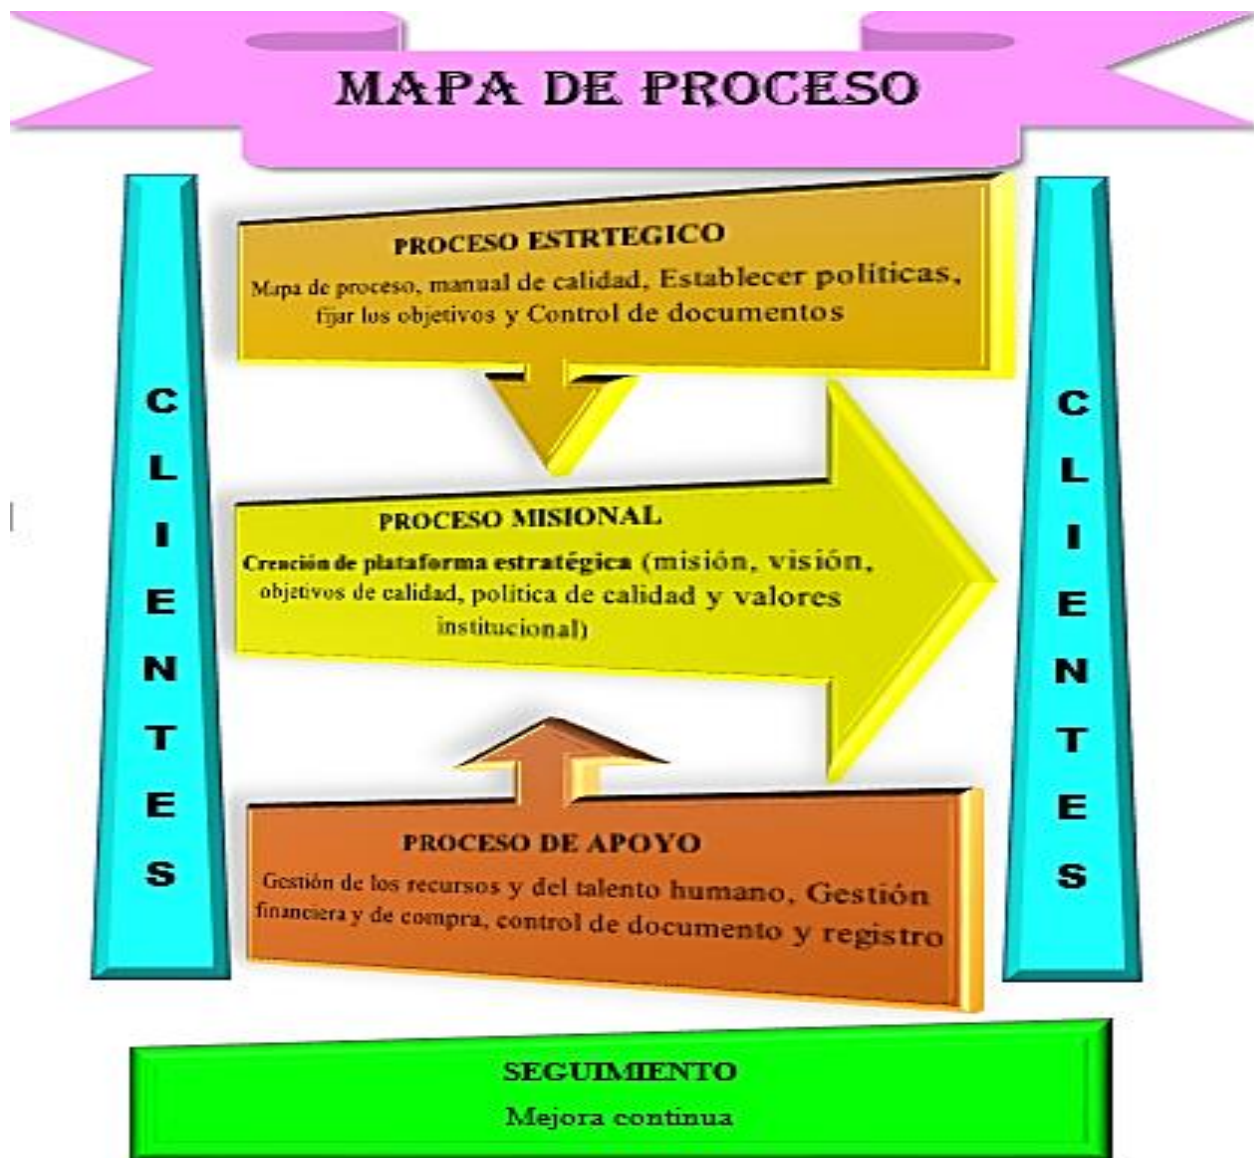 MAPA DE PROCESO
C
L
I
E
N
T
E
S
PROCESO ESTRTEGICO
Mapa de proceso, manual de calidad, Establecer políticas,
fijar los objetivos y Control de documentos
PROCESO MISIONAL
Creación de plataforma estratégica (misión, visión,
objetivos de calidad, política de calidad y valores
institucional)
PROCESO DE APOYO
Gestión de los recursos y del talento humano, Gestión
financiera y de compra, control de documento y registro
C
L
I
E
N
T
E
S
SEGUIMIENTO
Mejora continua